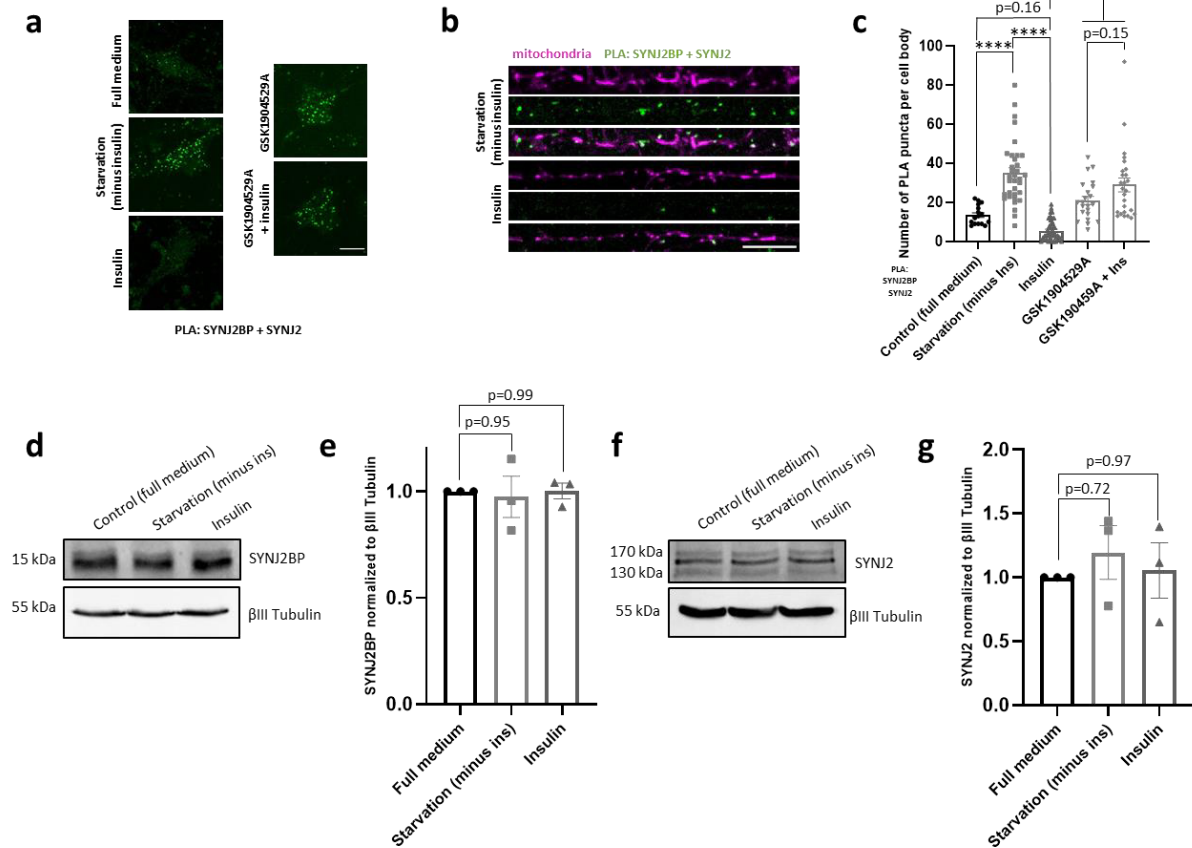 a
Full medium
Starvation
(minus insulin)
Insulin
GSK1904529A
GSK1904529A
+ insulin
PLA: SYNJ2BP + SYNJ2
b
mitochondria PLA: SYNJ2BP + SYNJ2
Starvation
(minus insulin)
Insulin
c
p=0.16
**** ****
p=0.15
Number of PLA puncta per cell body
100
80
60
40
20
0
PLA:
SYNJ2BP
SYNJ2
Control (full medium)
Starvation (minus Ins)
Insulin
GSK1904529A
GSK190459A + Ins
d
Control (full medium)
Starvation (minus ins)
Insulin
15 kDa
SYNJ2BP
55 kDa
βIII Tubulin
e
p=0.99
p=0.95
SYNJ2BP normalized to βIII Tubulin
1.0
0.5
0.0
Full medium
Starvation (minus ins)
Insulin
f
Control (full medium)
Starvation (minus ins)
Insulin
170 kDa
130 kDa
SYNJ2
55 kDa
βIII Tubulin
g
p=0.97
p=0.72
SYNJ2 normalized to βIII Tubulin
2.0
1.5
1.0
0.5
0.0
Full medium
Starvation (minus ins)
Insulin